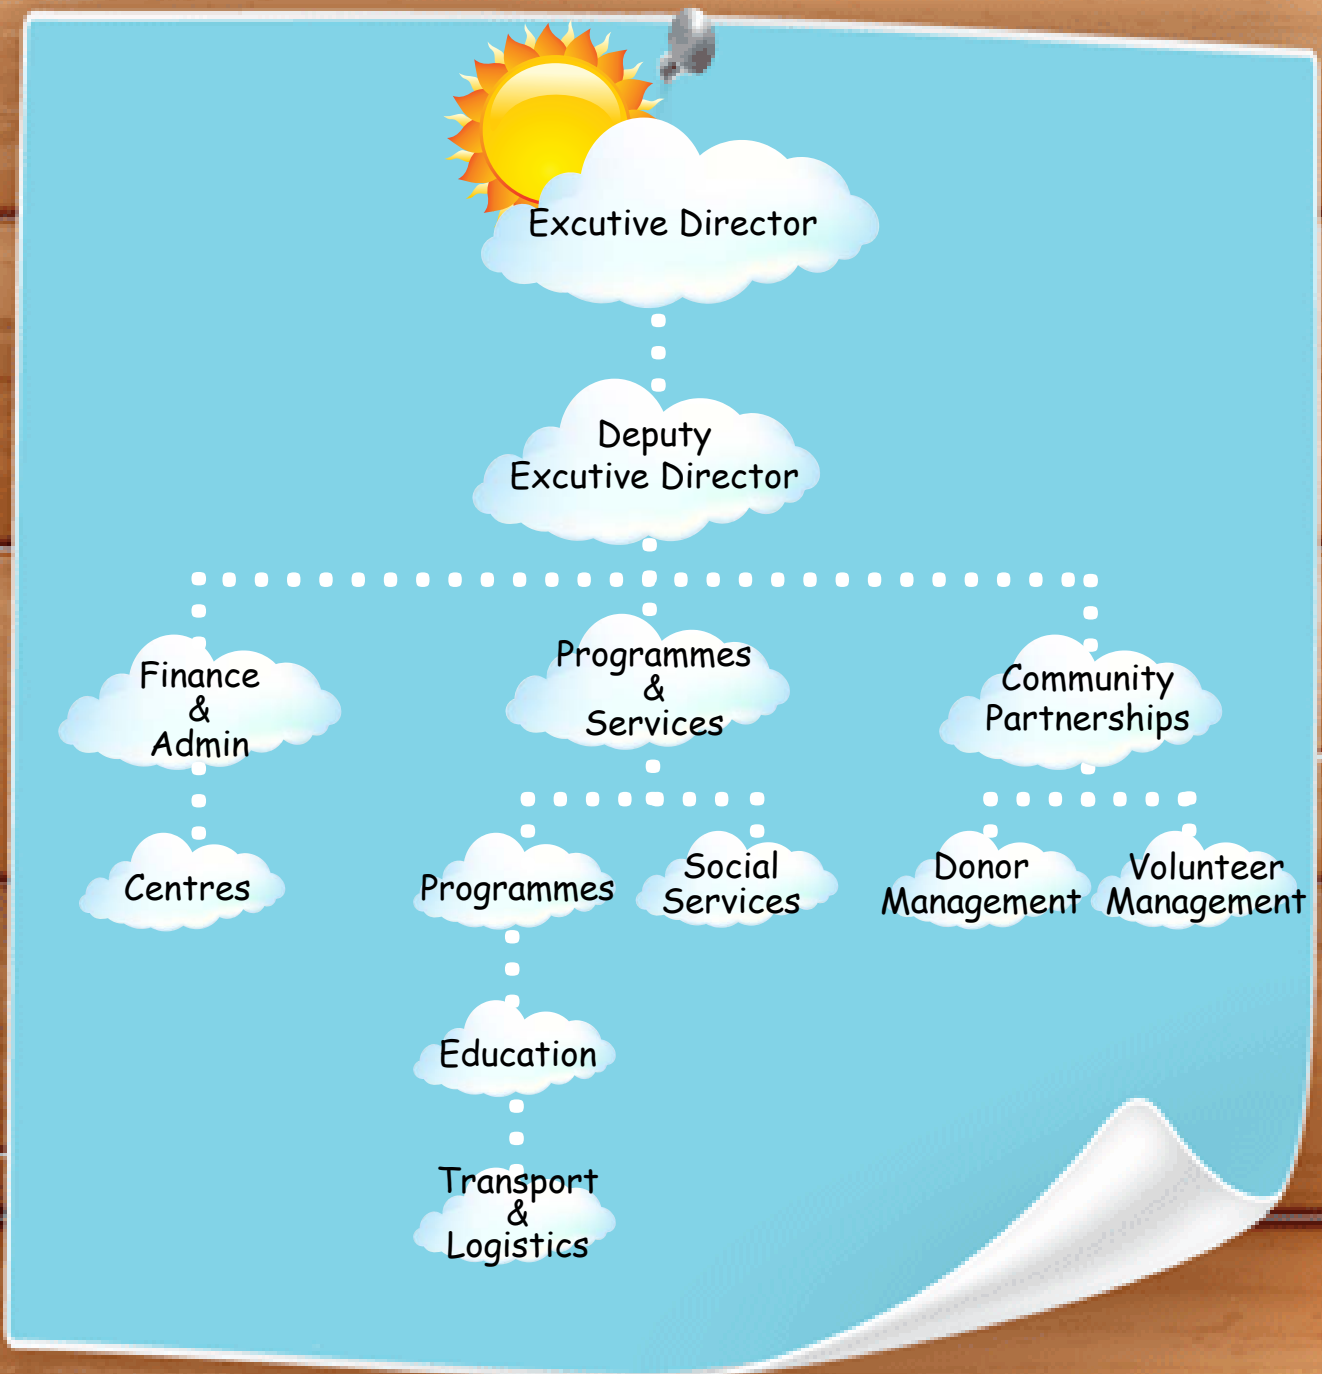 Excutive Director
Deputy
Excutive Director
Finance
&
Admin
Programmes
&
Services
Community
Partnerships
Centres
Programmes
Social
Services
Donor
Management
Volunteer
Management
Education
Transport
&
Logistics